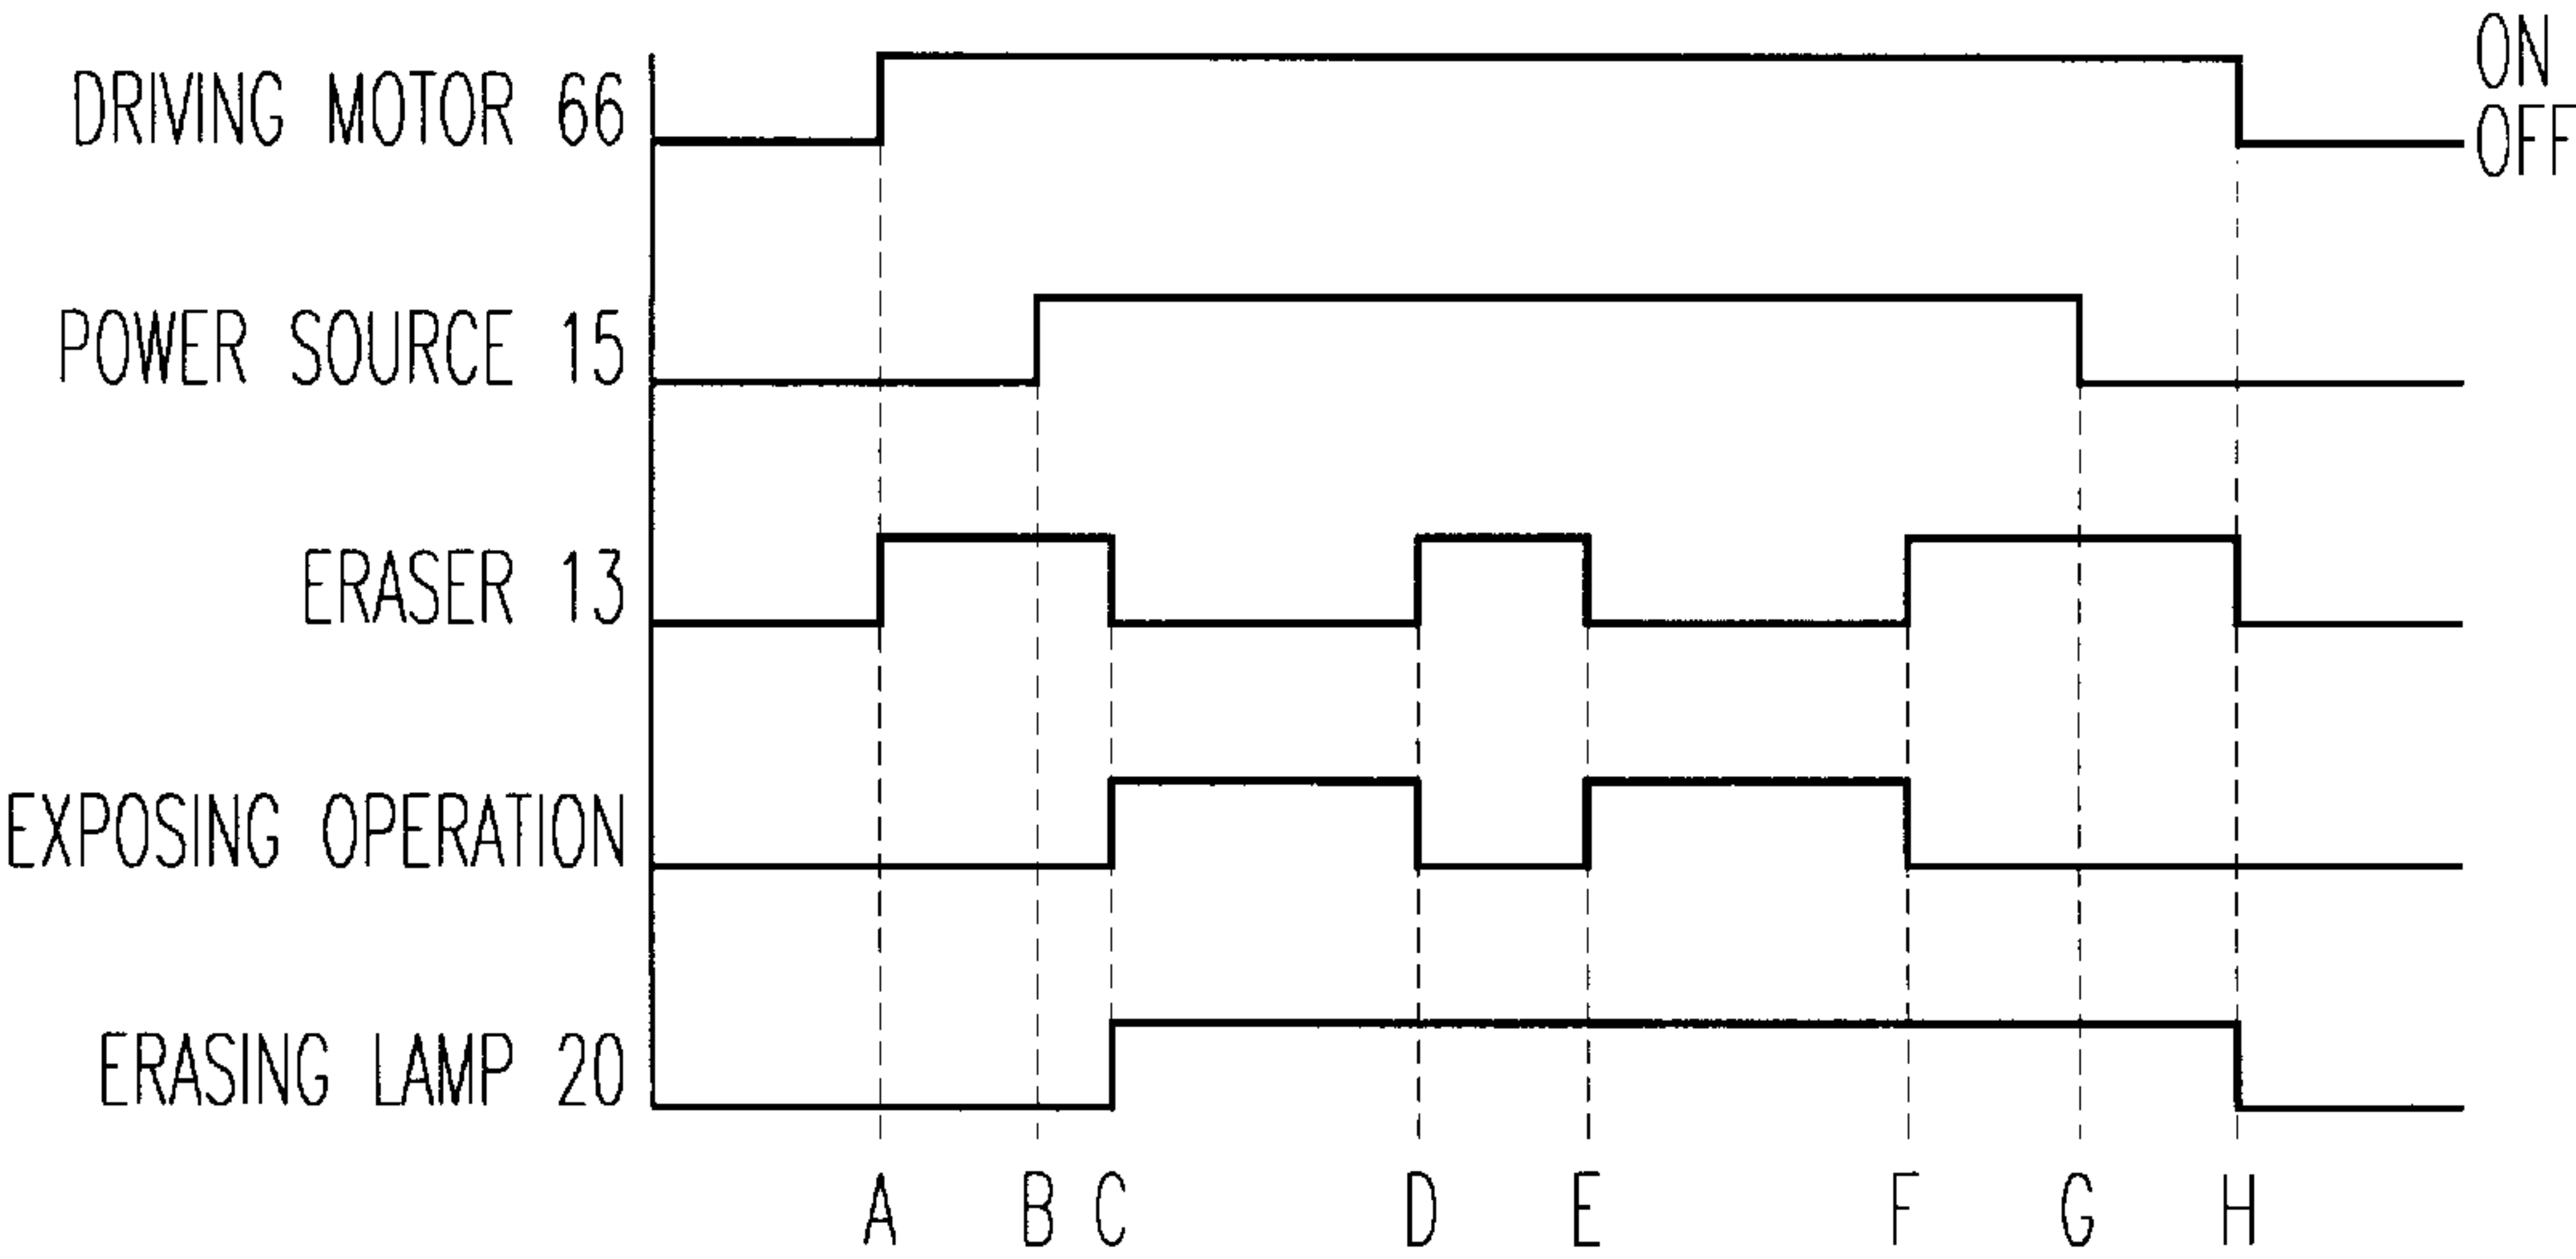 ON
DRIVING MOTOR 66
OFF
POWER SOURCE 15
ERASER 13
EXPOSING OPERATION
ERASING LAMP 20
A B C D E F G H